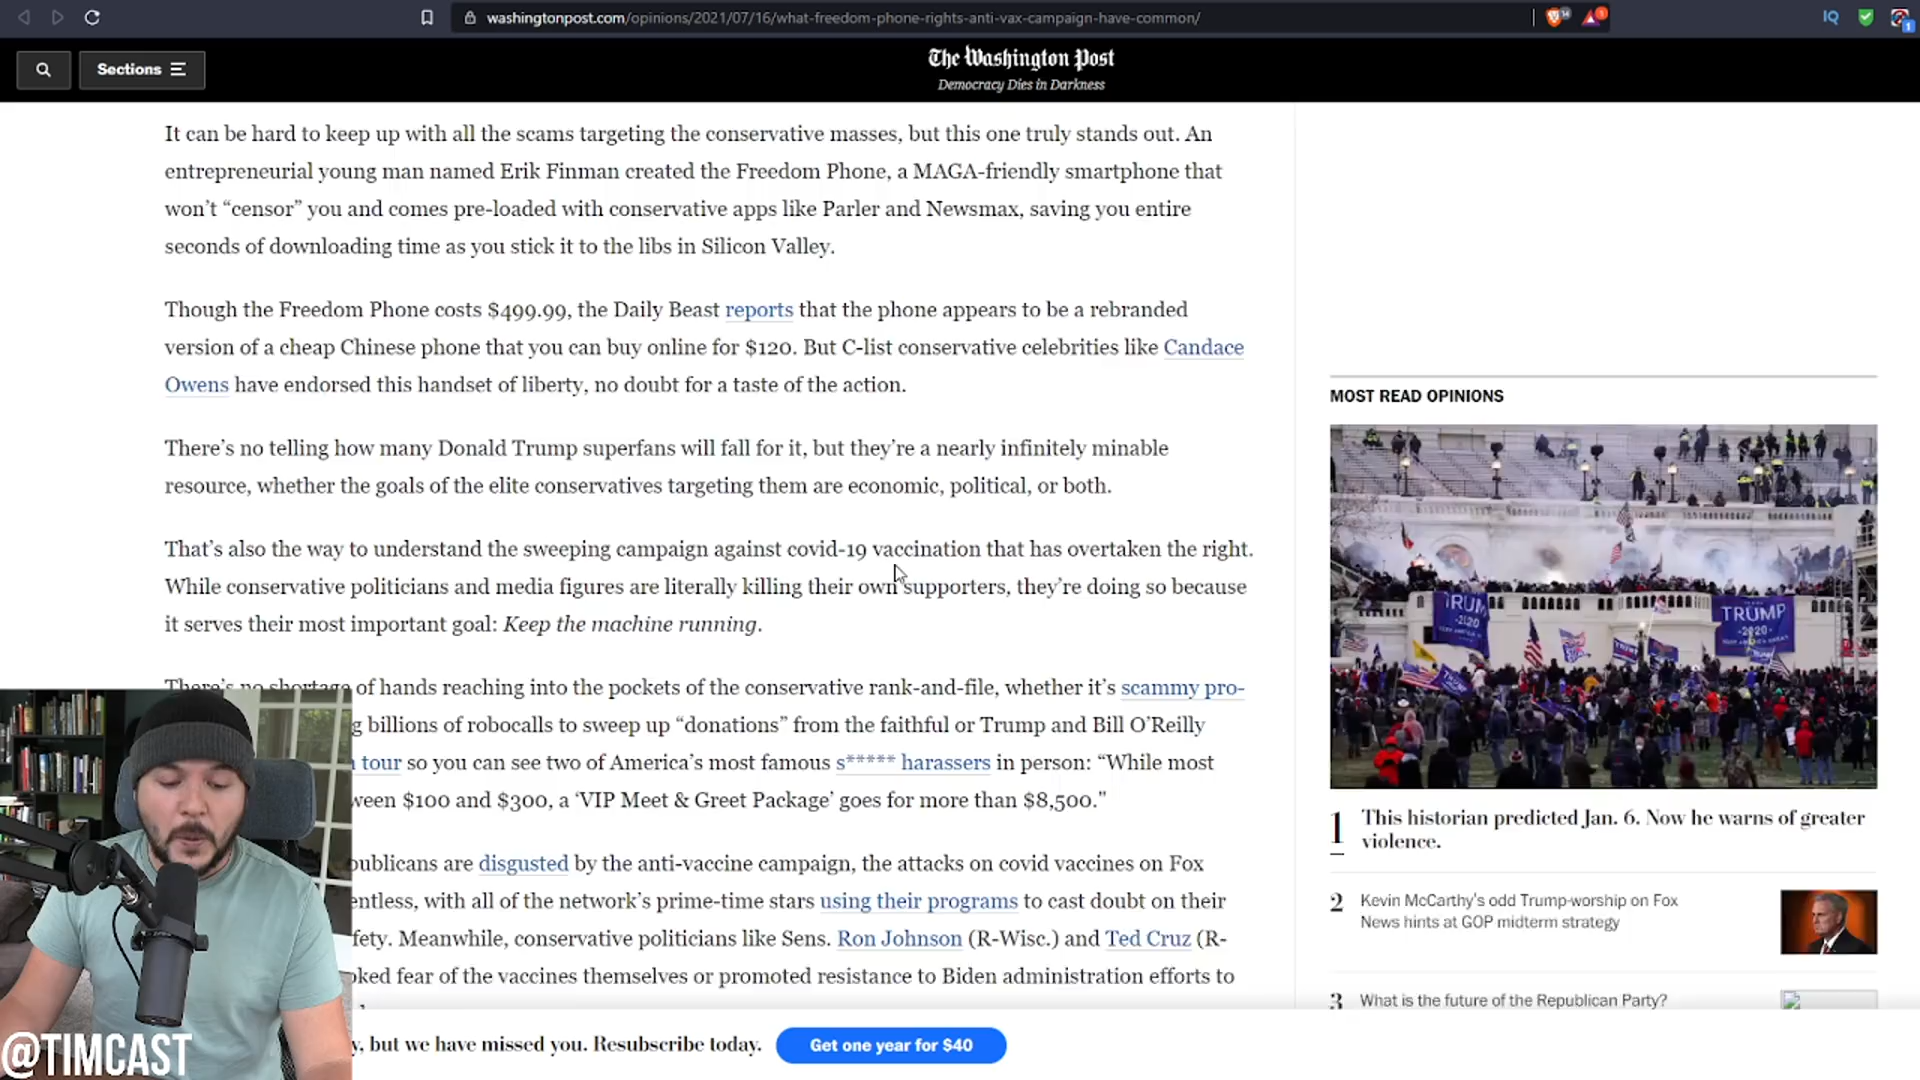 washingtonpost.com/opinions/2021/07/16/what-freedom-phone-rights-anti-vax-campaign-have-common/
IQ
Sections
The Washington Post
Democracy Dies in Darkness
It can be hard to keep up with all the scams targeting the conservative masses, but this one truly stands out. An
entrepreneurial young man named Erik Finman created the Freedom Phone, a MAGA-friendly smartphone that
won't “censor” you and comes pre-loaded with conservative apps like Parler and Newsmax, saving you entire
seconds of downloading time as you stick it to the libs in Silicon Valley.
Though the Freedom Phone costs $499.99, the Daily Beast reports that the phone appears to be a rebranded
version of a cheap Chinese phone that you can buy online for $120. But C-list conservative celebrities like Candace
Owens have endorsed this handset of liberty, no doubt for a taste of the action.
There's no telling how many Donald Trump superfans will fall for it, but they're a nearly infinitely minable
resource, whether the goals of the elite conservatives targeting them are economic, political, or both.
That's also the way to understand the sweeping campaign against covid-19 vaccination that has overtaken the right.
While conservative politicians and media figures are literally killing their own supporters, they're doing so because
it serves their most important goal: Keep the machine running.
There's no shortage of hands reaching into the pockets of the conservative rank-and-file, whether it's scammy pro-
g billions of robocalls to sweep up “donations” from the faithful or Trump and Bill O'Reilly
tour so you can see two of America's most famous s***** harassers in person: “While most
ween $100 and $300, a ‘VIP Meet & Greet Package’ goes for more than $8,500."
publicans are disgusted by the anti-vaccine campaign, the attacks on covid vaccines on Fox
entless, with all of the network's prime-time stars using their programs to cast doubt on their
fety. Meanwhile, conservative politicians like Sens. Ron Johnson (R-Wisc.) and Ted Cruz (R-
oked fear of the vaccines themselves or promoted resistance to Biden administration efforts to
, but we have missed you. Resubscribe today.
Get one year for $40
MOST READ OPINIONS
TRUMP
2020
TRUMP
2020
1 This historian predicted Jan. 6. Now he warns of greater
violence.
2 Kevin McCarthy's odd Trump-worship on Fox
News hints at GOP midterm strategy
3 What is the future of the Republican Party?
@TIMCAST